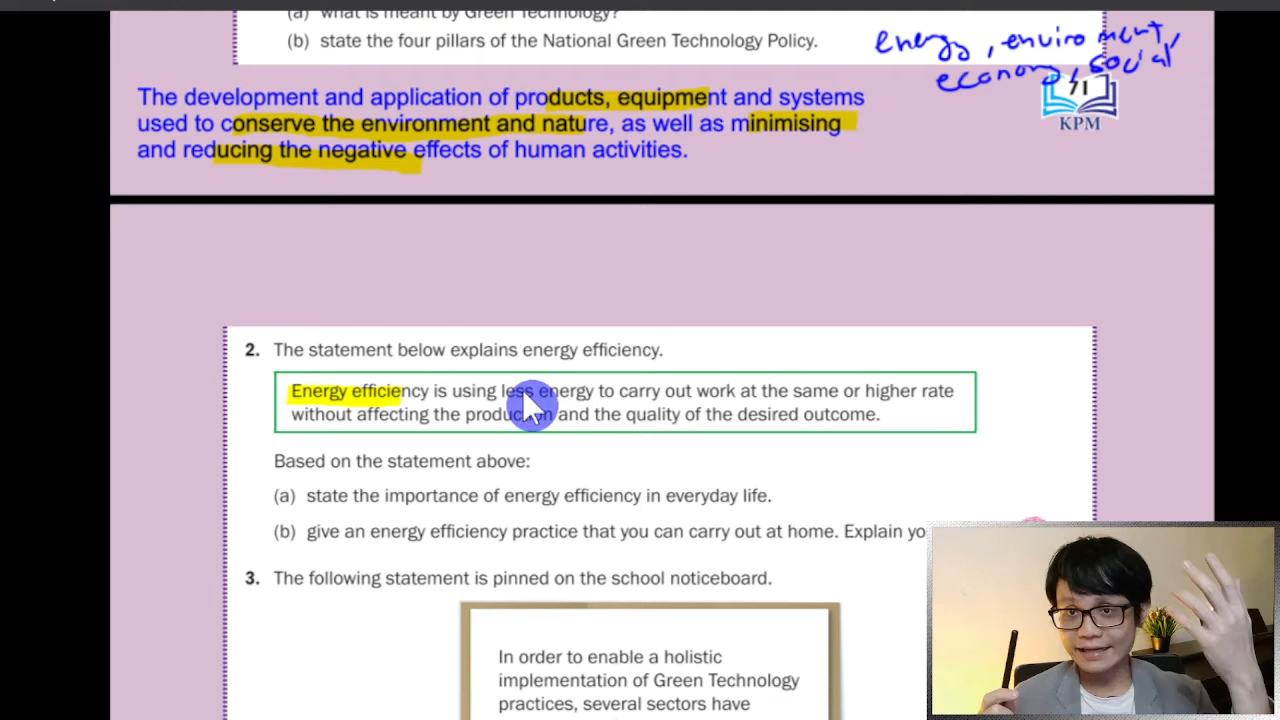 (a) what is meant by Green Technology?
(b) state the four pillars of the National Green Technology Policy.
energy, enviroment,
economy, social
The development and application of products, equipment and systems
used to conserve the environment and nature, as well as minimising
and reducing the negative effects of human activities.
71
KPM
2. The statement below explains energy efficiency.
Energy efficiency is using less energy to carry out work at the same or higher rate
without affecting the production and the quality of the desired outcome.
Based on the statement above:
(a) state the importance of energy efficiency in everyday life.
(b) give an energy efficiency practice that you can carry out at home. Explain yo
3. The following statement is pinned on the school noticeboard.
In order to enable a holistic
implementation of Green Technology
practices, several sectors have